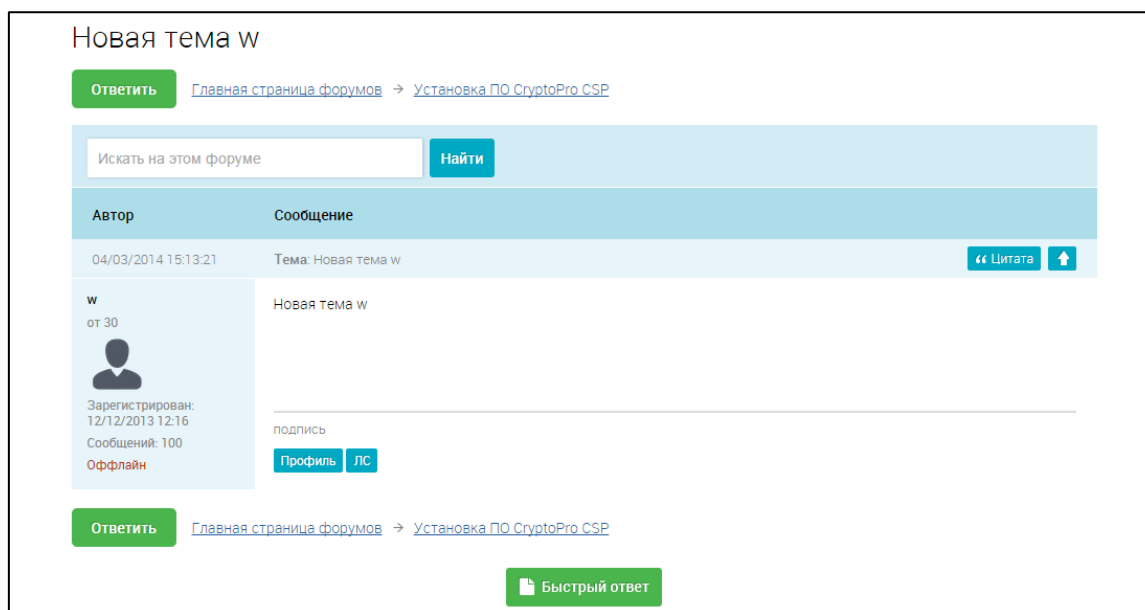 Новая тема w
Ответить Главная страница форумов → Установка ПО CryptoPro CSP
Искать на этом форуме Найти
Автор Сообщение
04/03/2014 15:13:21 Тема: Новая тема w “ Цитата
w Новая тема w
от 30
Зарегистрирован:
12/12/2013 12:16
Сообщений: 100
Оффлайн
подпись
Профиль ЛС
Ответить Главная страница форумов → Установка ПО CryptoPro CSP
Быстрый ответ